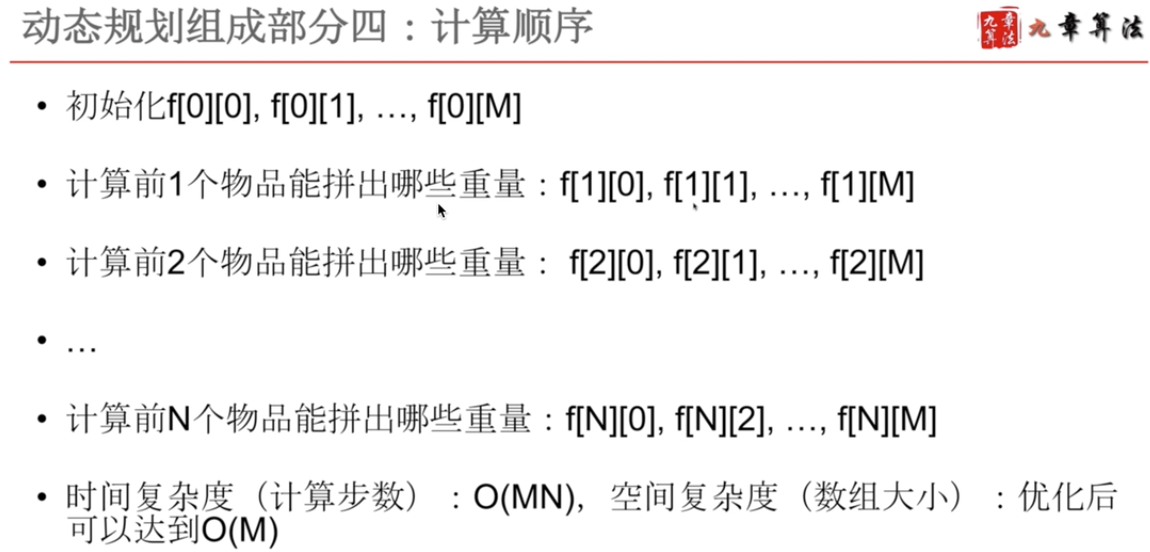 动态规划组成部分四：计算顺序
九章算法
九章算法
• 初始化f[0][0], f[0][1], …, f[0][M]
• 计算前1个物品能拼出哪些重量：f[1][0], f[1][1], …, f[1][M]
• 计算前2个物品能拼出哪些重量： f[2][0], f[2][1], …, f[2][M]
• …
• 计算前N个物品能拼出哪些重量：f[N][0], f[N][2], …, f[N][M]
• 时间复杂度（计算步数）：O(MN)，空间复杂度（数组大小）：优化后
可以达到O(M)